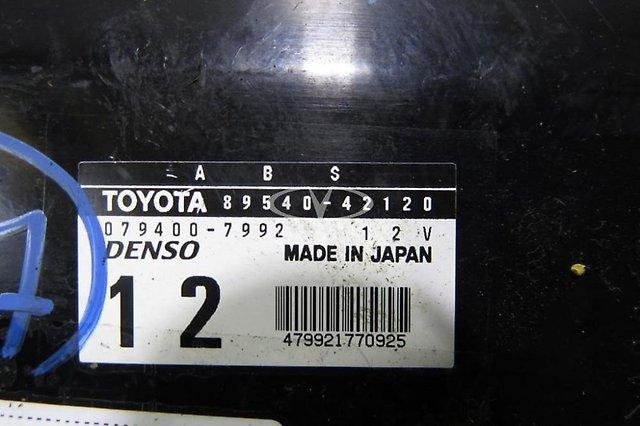 A B S
TOYOTA 89540-42120
079400-7992 12V
DENSO MADE IN JAPAN
12
479921770925